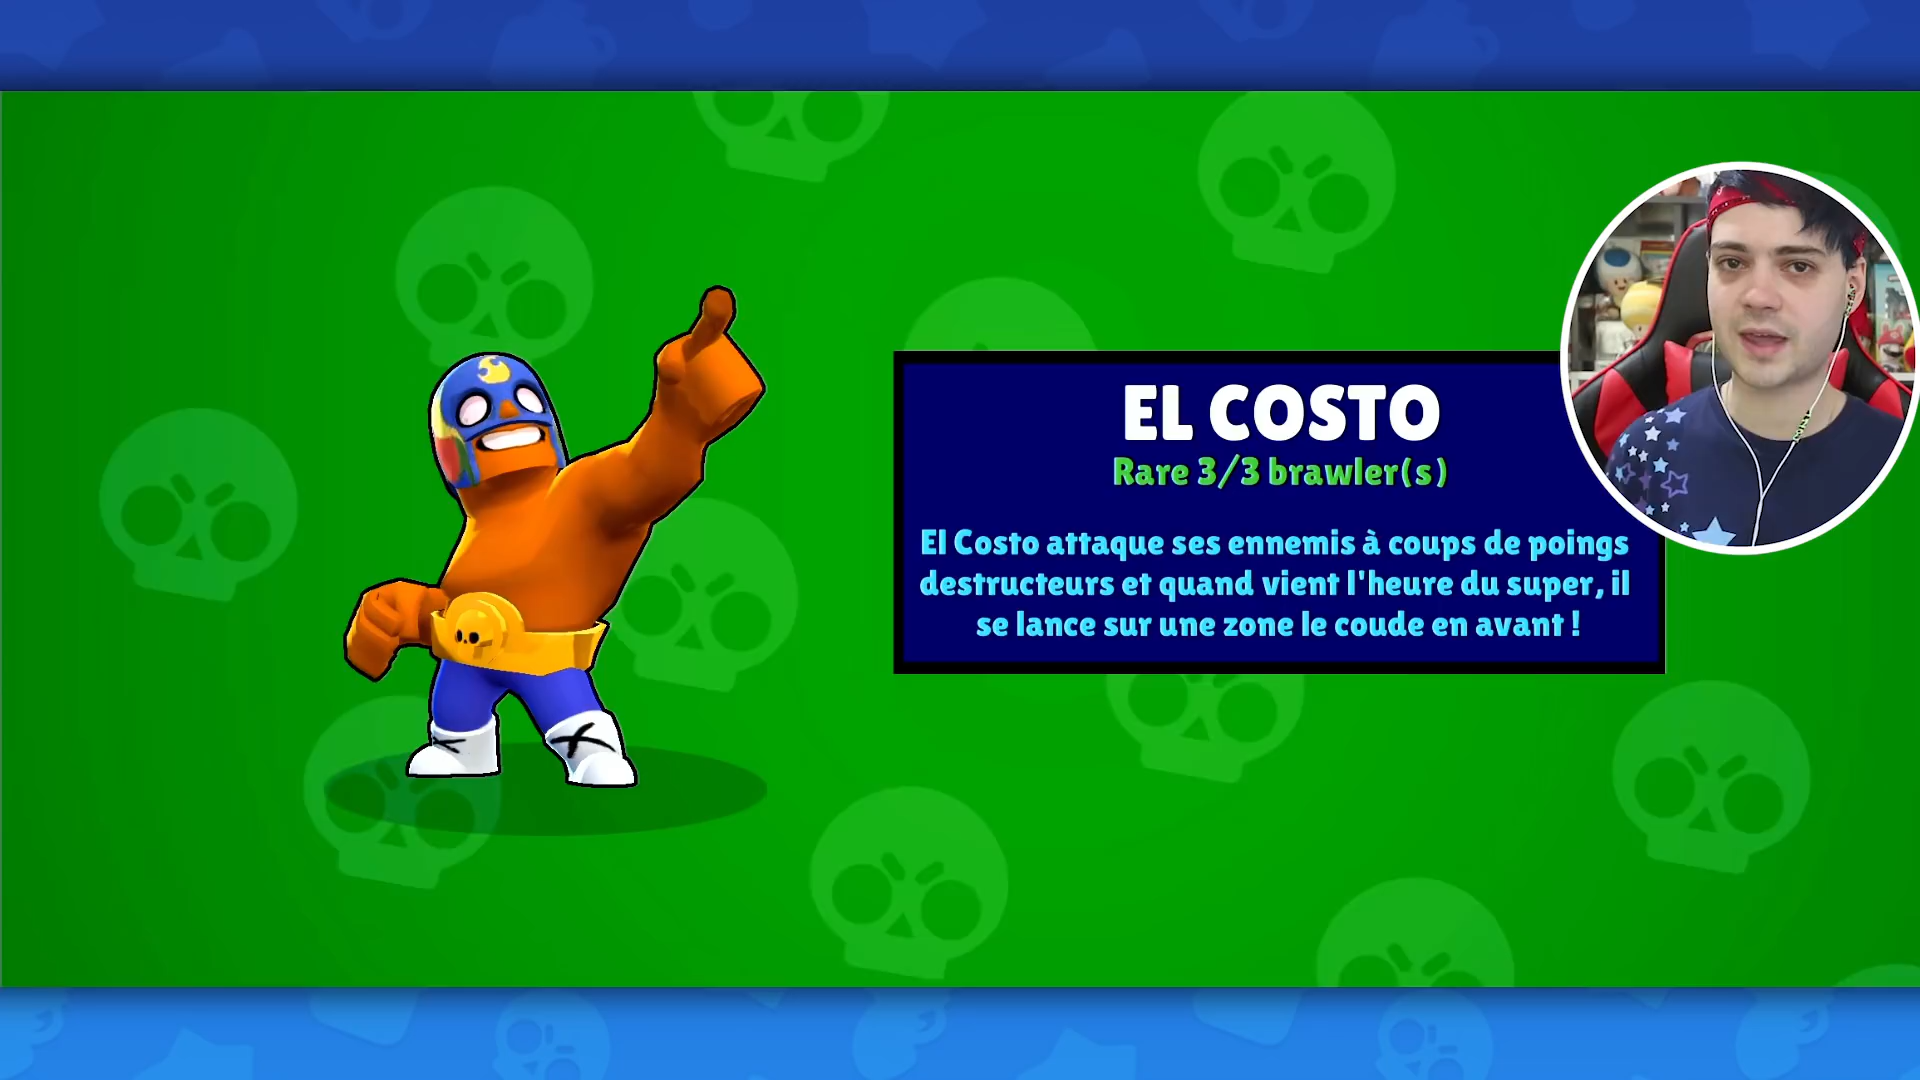 EL COSTO
Rare 3/3 brawler(s)
El Costo attaque ses ennemis à coups de poings
destructeurs et quand vient l'heure du super, il
se lance sur une zone le coude en avant !